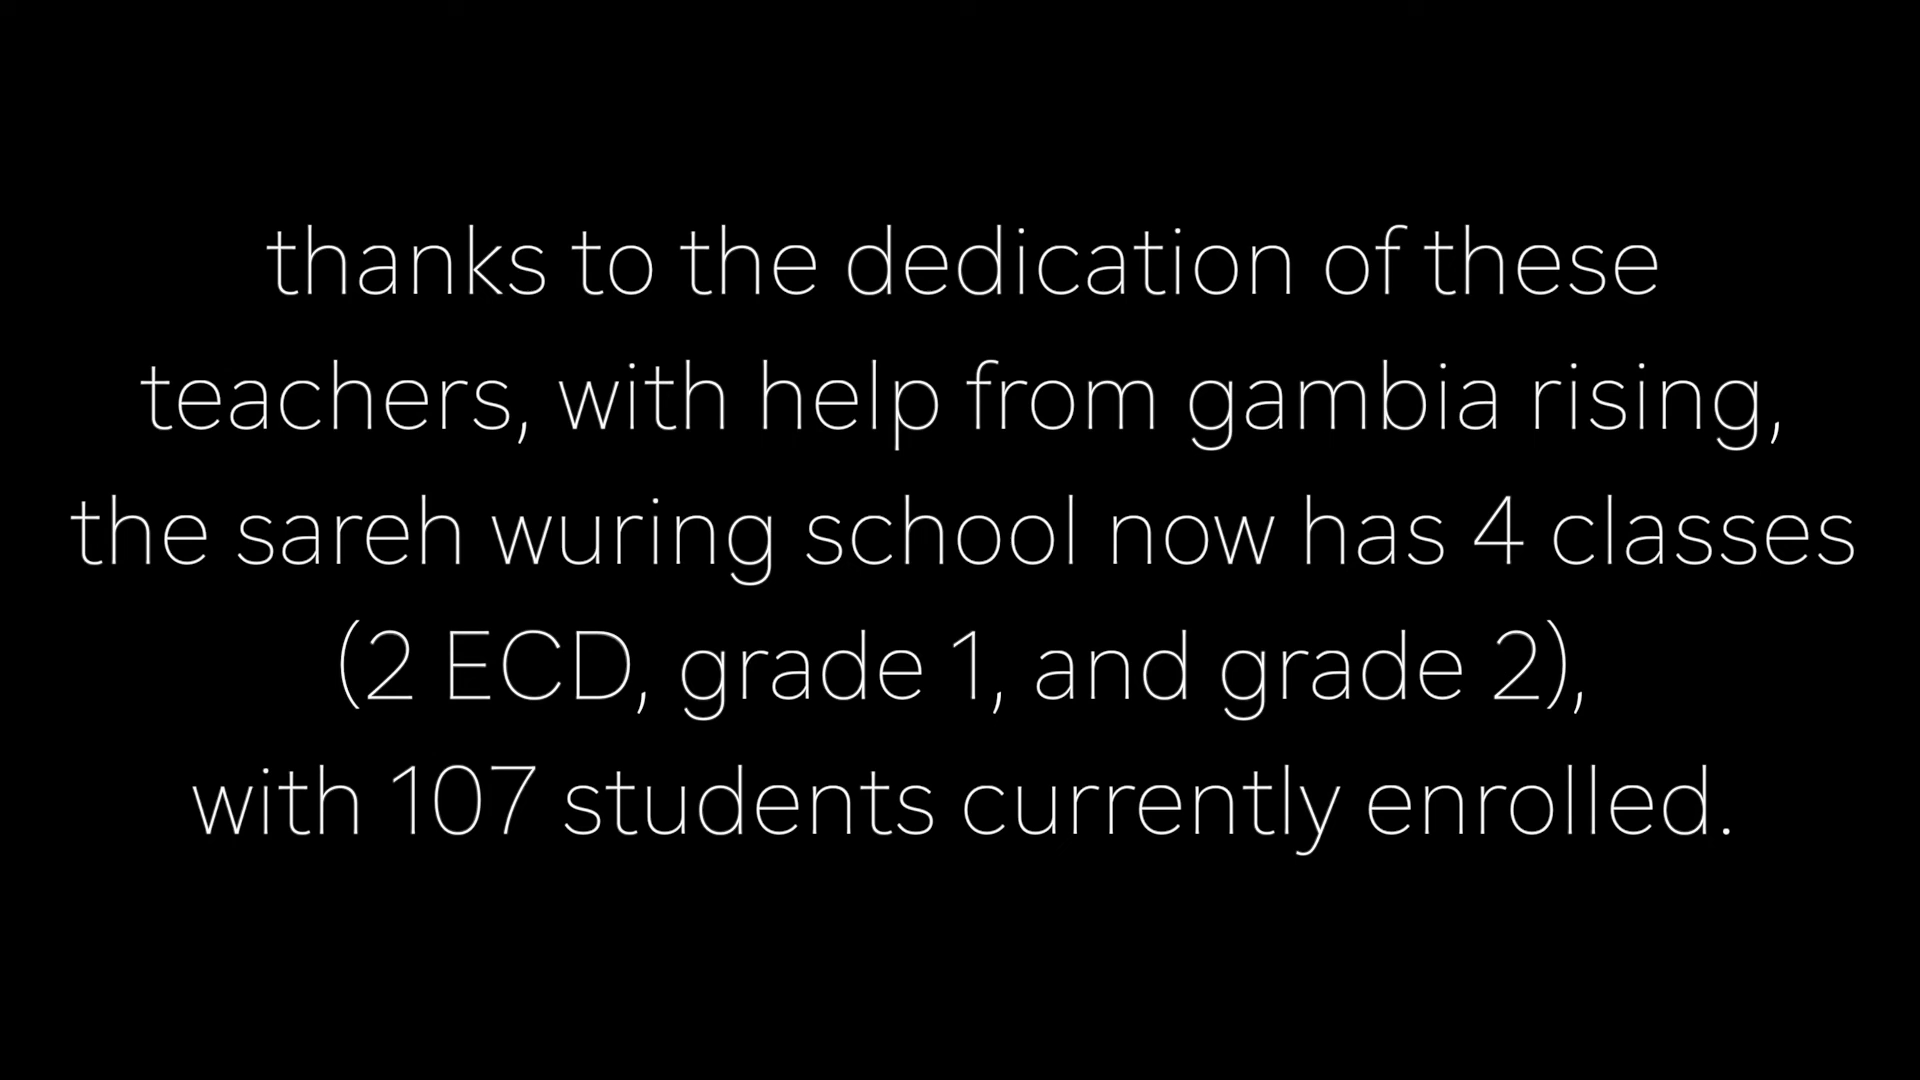 thanks to the dedication of these
teachers, with help from gambia rising,
the sareh wuring school now has 4 classes
(2 ECD, grade 1, and grade 2),
with 107 students currently enrolled.